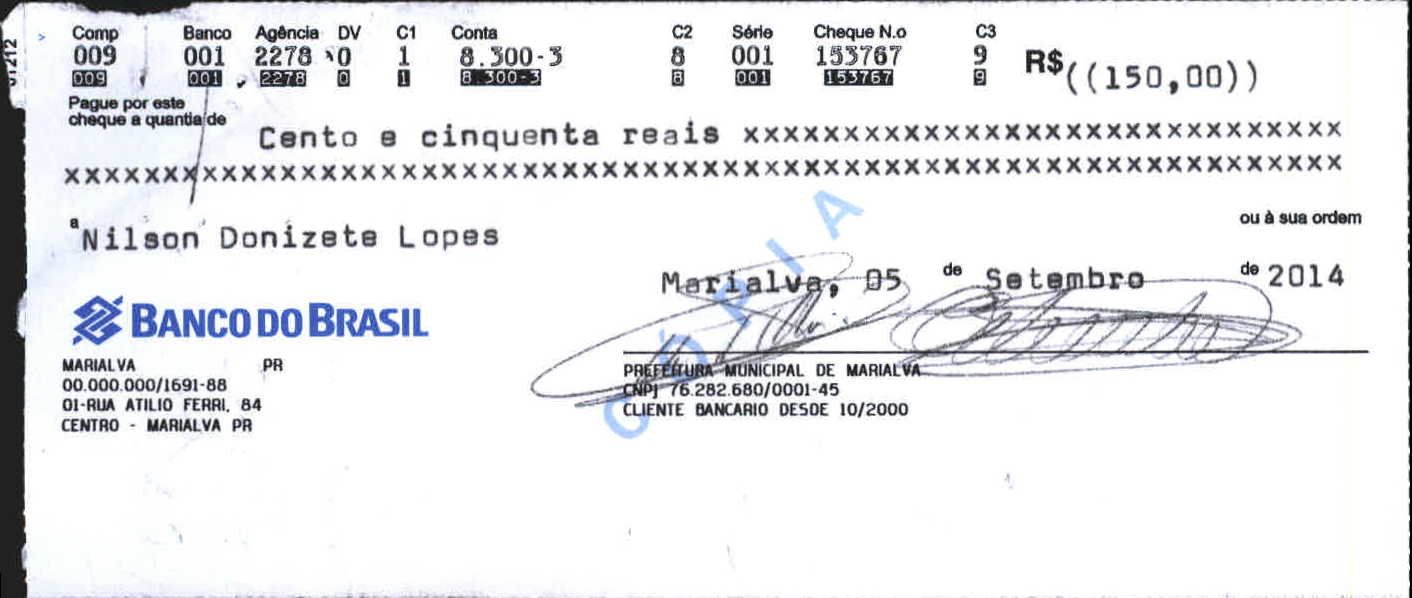 Comp Banco Agência DV C1 Conta C2 Série Cheque N.o C3
009 001 2278 0 1 8.300-3 8 001 153767 9 R$ ((150,00))
009 001 2278 0 1 8.300-3 8 001 153767 9
Pague por este
cheque a quantia de
Cento e cinquenta reais xxxxxxxxxxxxxxxxxxxxxxxxxxxxxx
xxxxxxxxxxxxxxxxxxxxxxxxxxxxxxxxxxxxxxxxxxxxxxxxxxxxxxxxxxxxxxxx
a Nilson Donizete Lopes
ou à sua ordem
Marialva, 05 de Setembro de 2014
BANCO DO BRASIL
MARIALVA PR
00.000.000/1691-88
01-RUA ATILIO FERRI, 84
CENTRO - MARIALVA PR
PREFEITURA MUNICIPAL DE MARIALVA
CNPJ 76.282.680/0001-45
CLIENTE BANCARIO DESDE 10/2000
CÓPIA